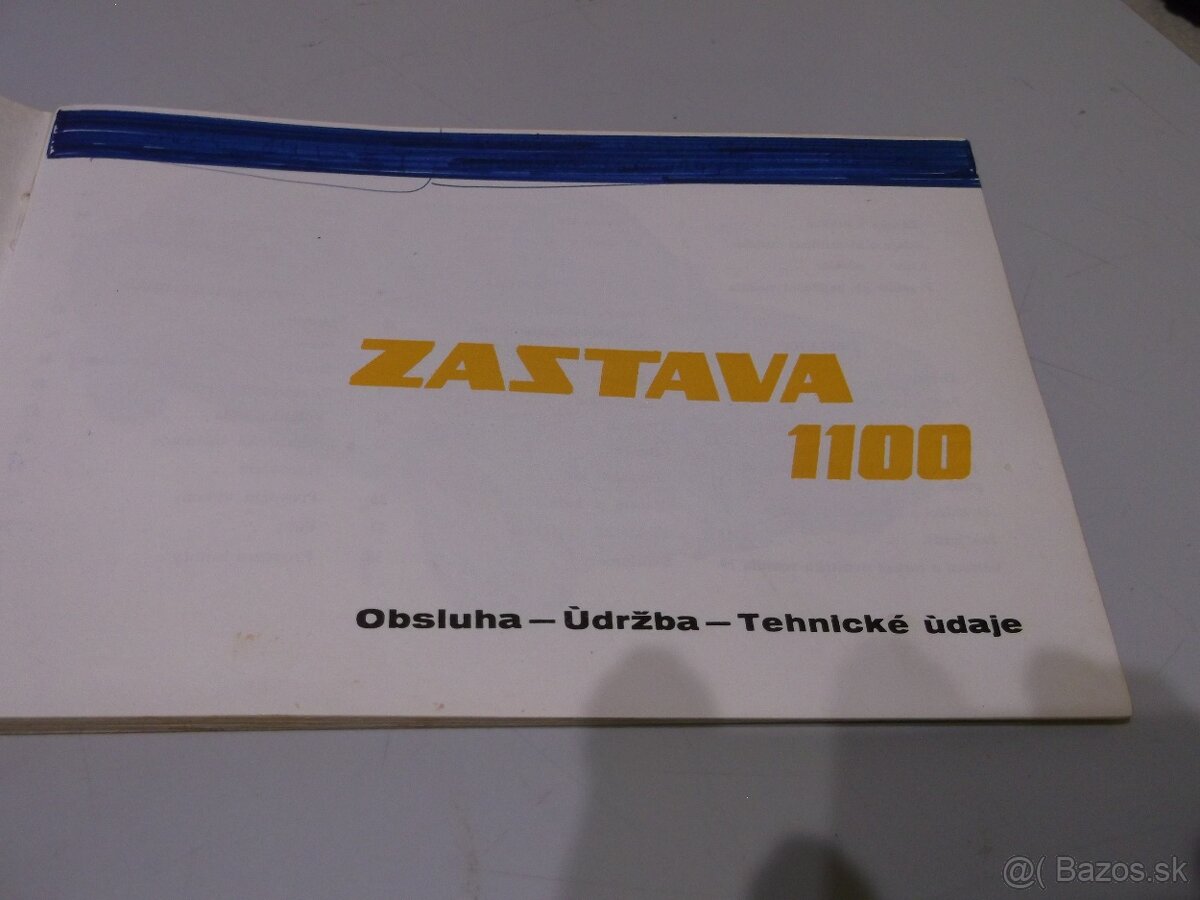 ZASTAVA
1100
Obsluha — Ùdržba — Tehnické ùdaje
@( Bazos.sk